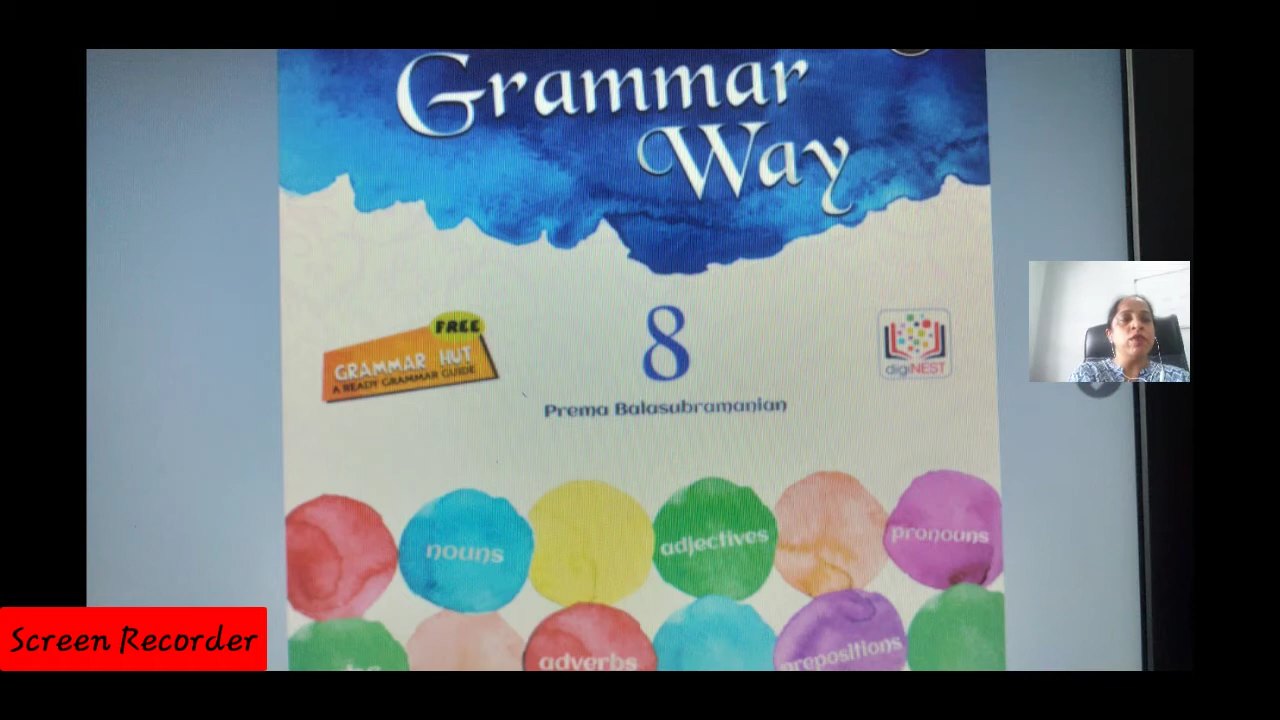 Grammar
Way
FREE
GRAMMAR HUT
A READY GRAMMAR GUIDE
8
digiNEST
Prema Balasubramanian
nouns
adjectives
pronouns
adverbs
prepositions
Screen Recorder